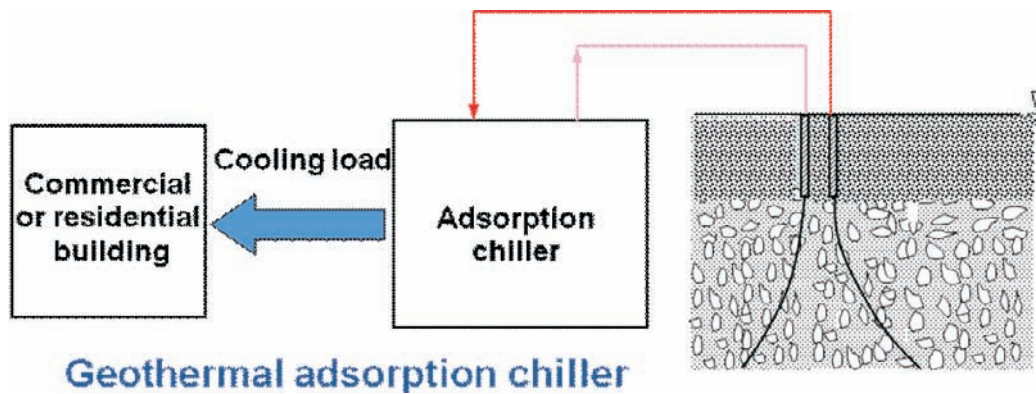 Commercial
or residential
building
Cooling load
Adsorption
chiller
Geothermal adsorption chiller